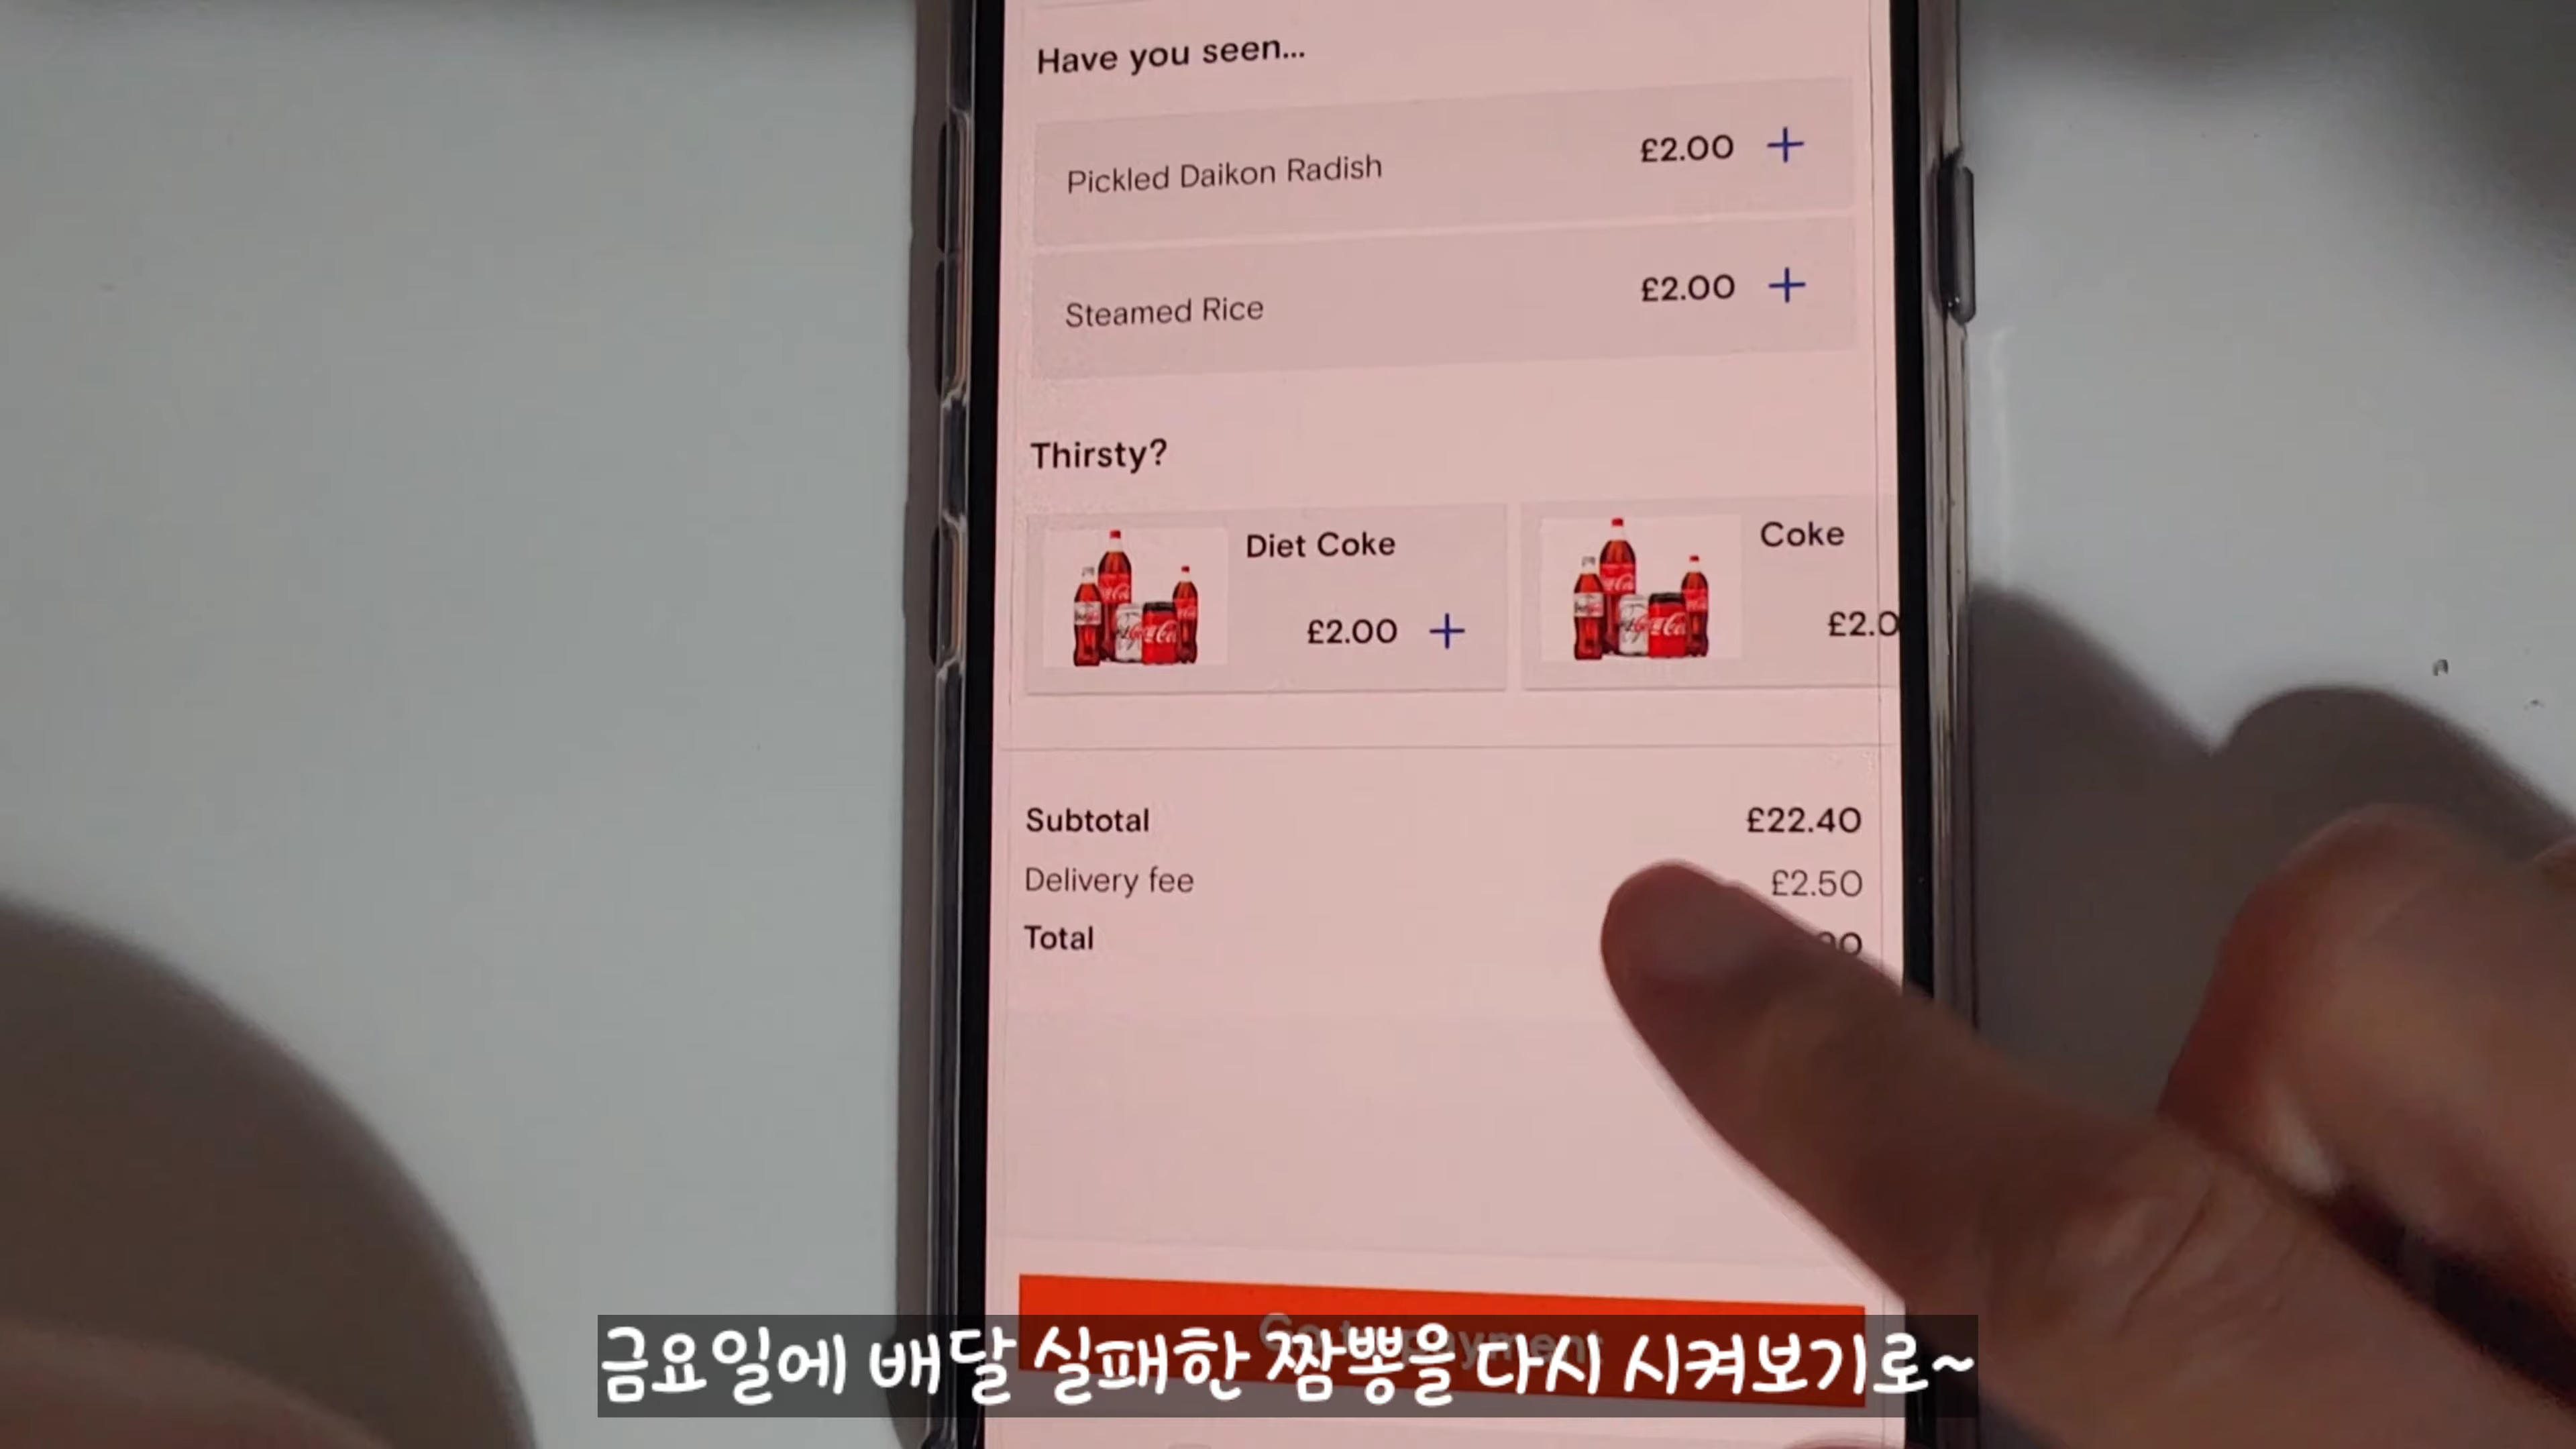 Have you seen...
Pickled Daikon Radish £2.00 +
Steamed Rice £2.00 +
Thirsty?
Diet Coke
£2.00 +
Coke
£2.0
Subtotal £22.40
Delivery fee £2.50
Total
금요일에 배달 실패한 짬뽕을 다시 시켜보기로~